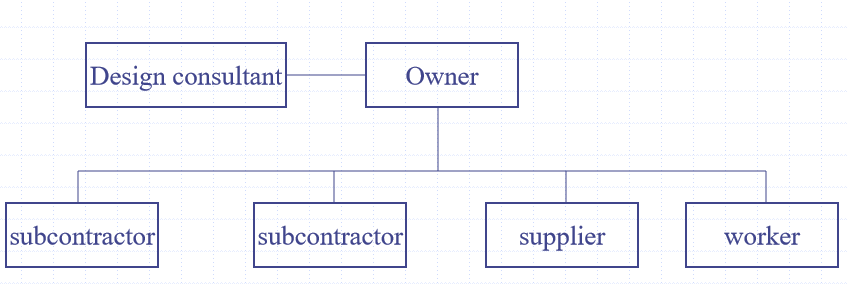 Design consultant
Owner
subcontractor
subcontractor
supplier
worker